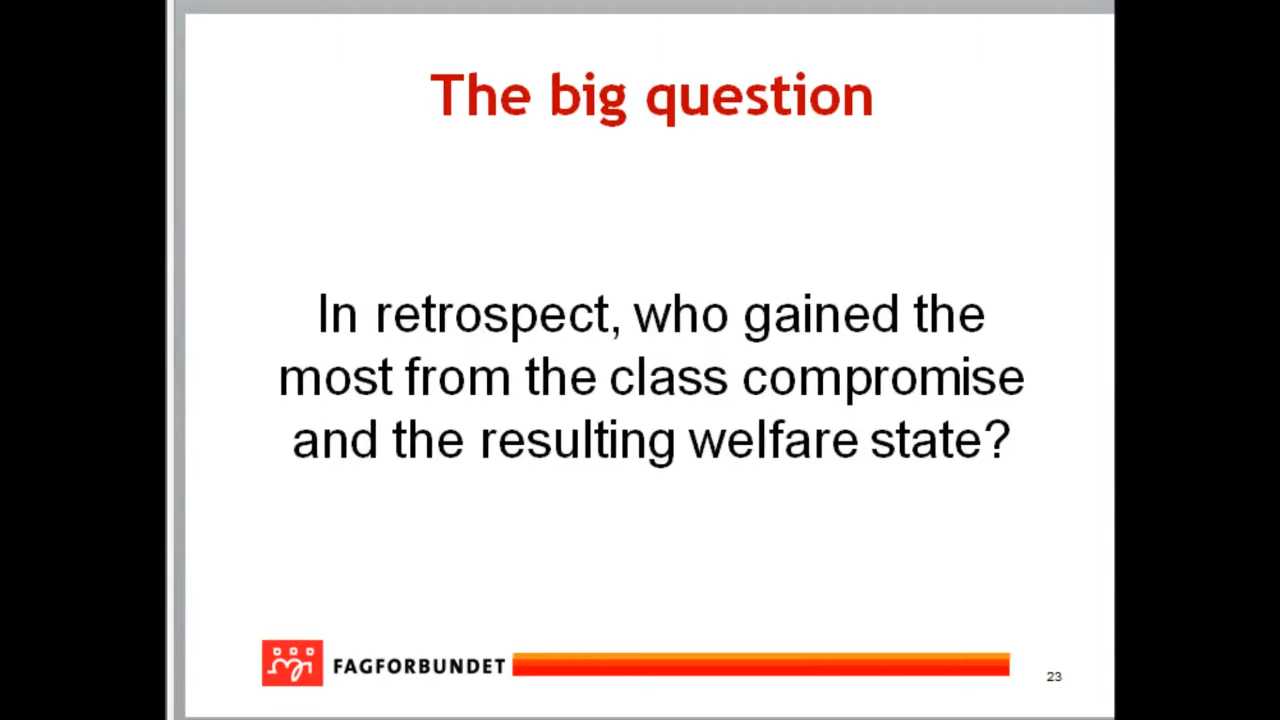 The big question
In retrospect, who gained the
most from the class compromise
and the resulting welfare state?
FAGFORBUNDET
23